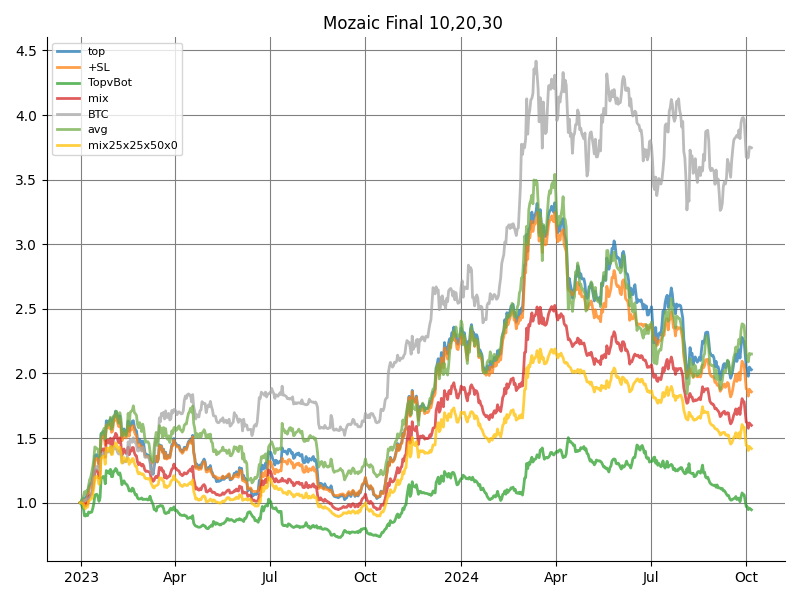 Mozaic Final 10,20,30
4.5
4.0
3.5
3.0
2.5
2.0
1.5
1.0
top
+SL
TopvBot
mix
BTC
avg
mix25x25x50x0
2023 Apr Jul Oct 2024 Apr Jul Oct